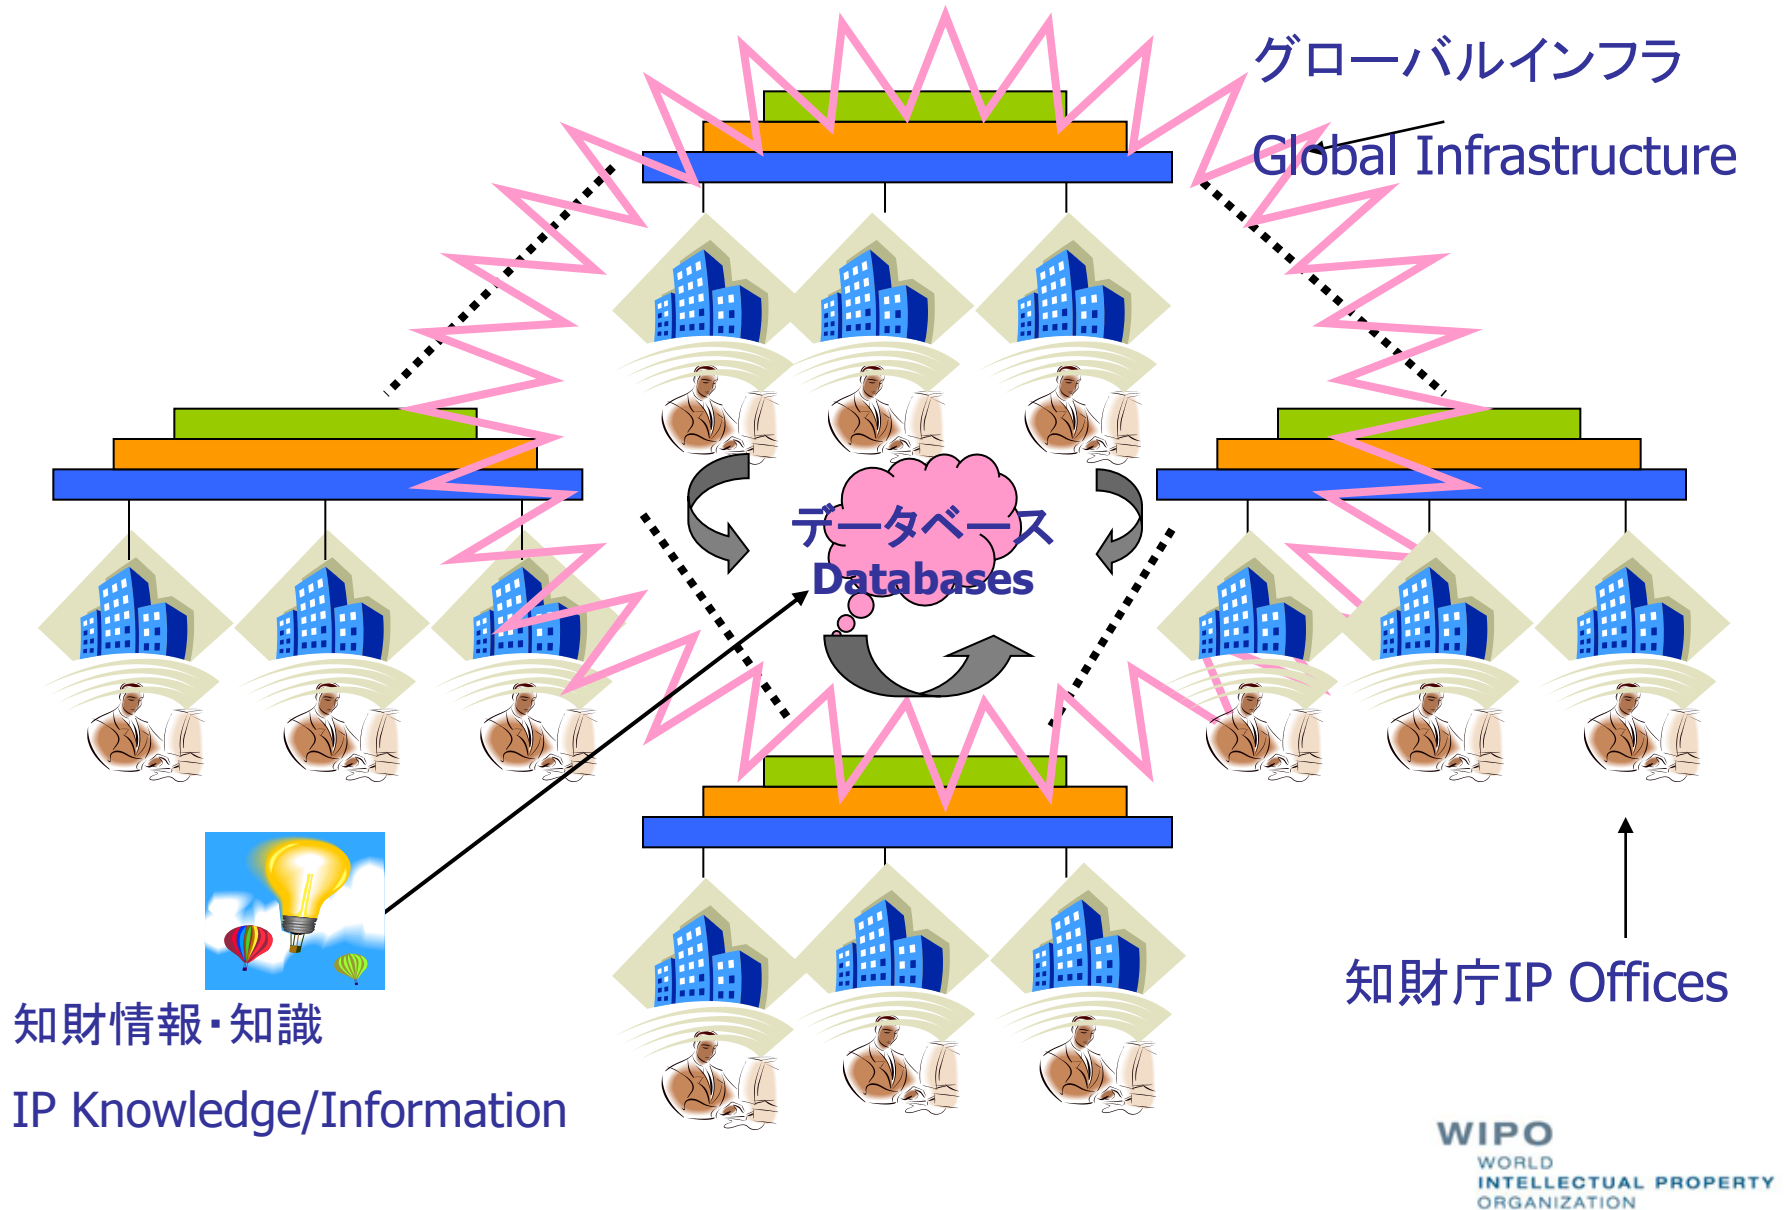 グローバルインフラ
Global Infrastructure
データベース
Databases
知財庁IP Offices
知財情報・知識
IP Knowledge/Information
WIPO
WORLD
INTELLECTUAL PROPERTY
ORGANIZATION